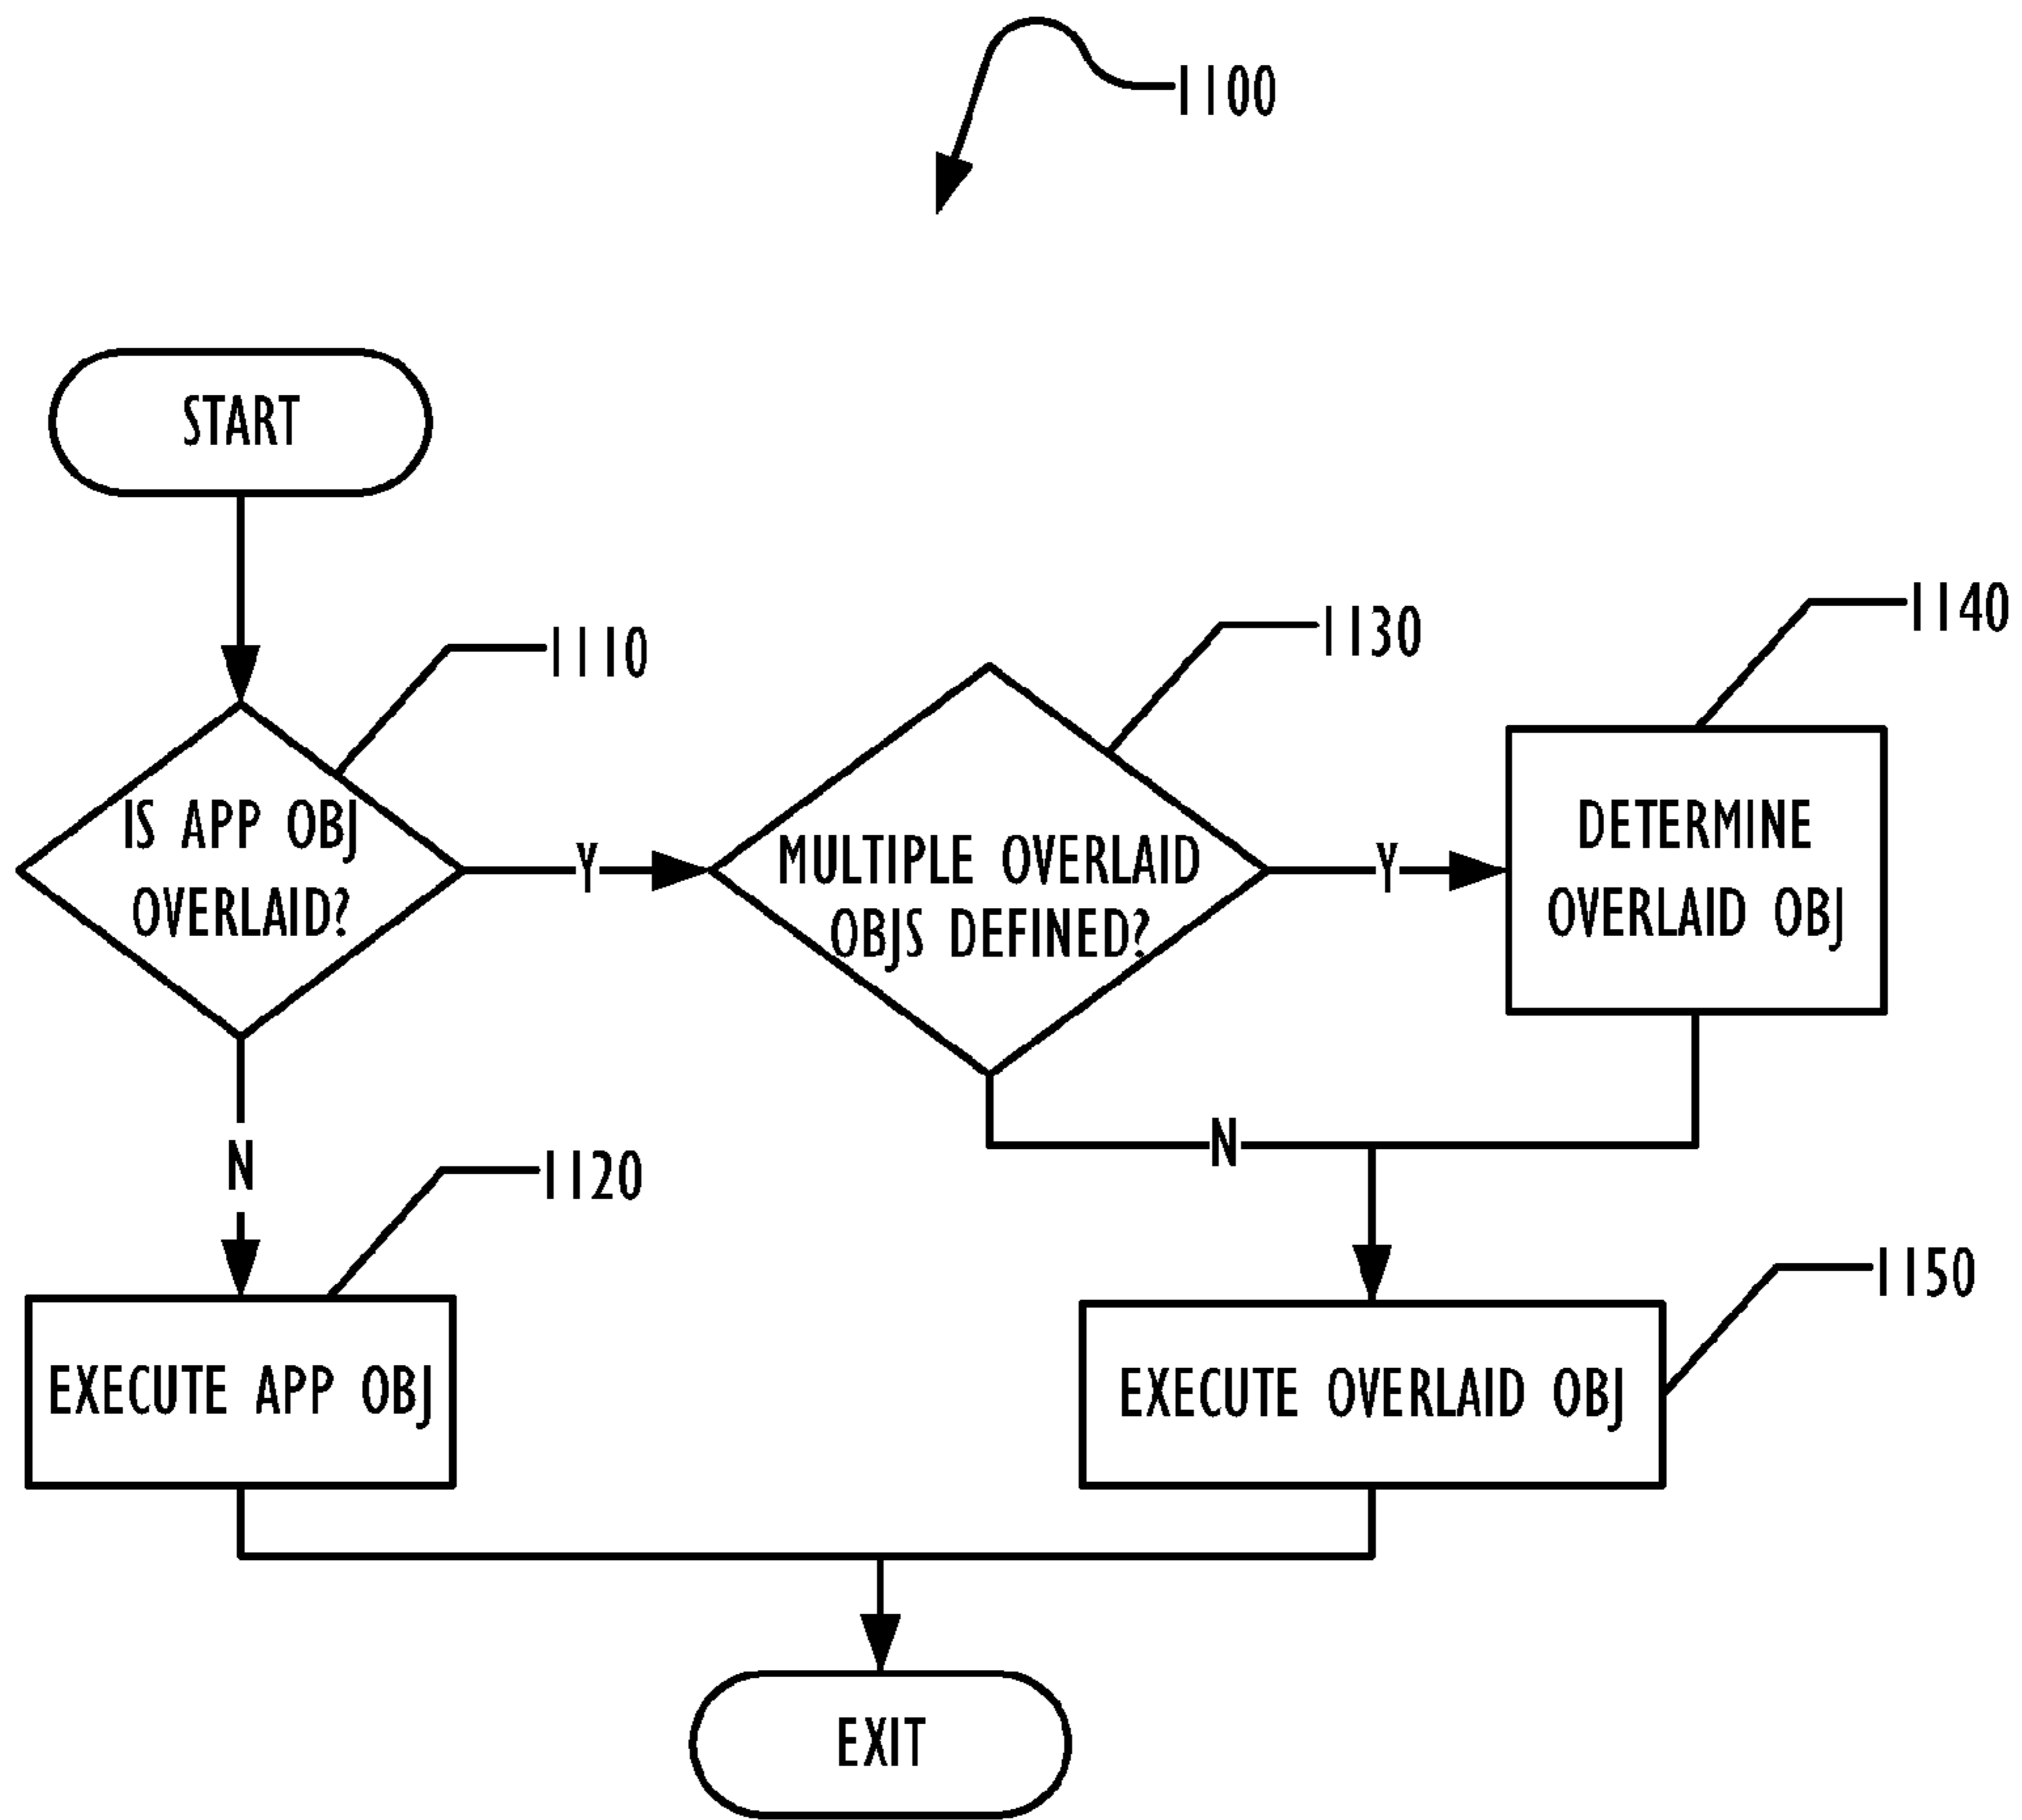 1100
START
1110
1130
1140
IS APP OBJ
OVERLAID?
Y
MULTIPLE OVERLAID
OBJS DEFINED?
Y
DETERMINE
OVERLAID OBJ
N
N
1120
1150
EXECUTE APP OBJ
EXECUTE OVERLAID OBJ
EXIT